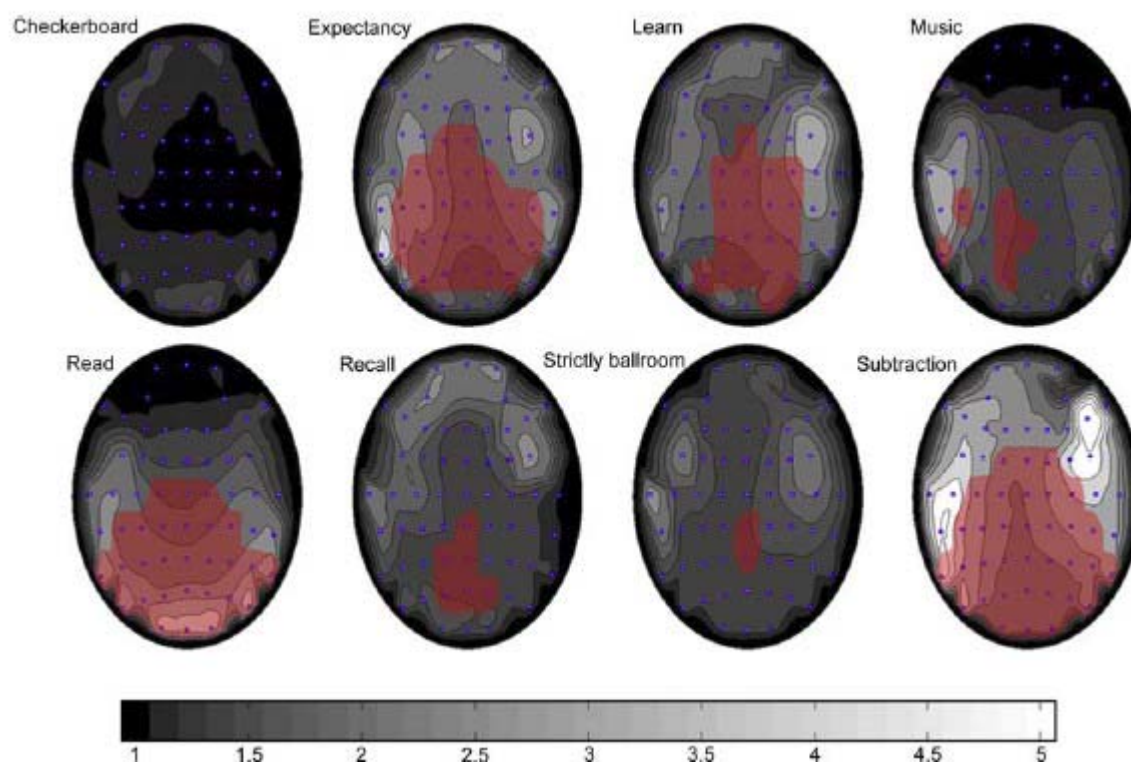 Checkerboard
Expectancy
Learn
Music
Read
Recall
Strictly ballroom
Subtraction
1 1.5 2 2.5 3 3.5 4 4.5 5